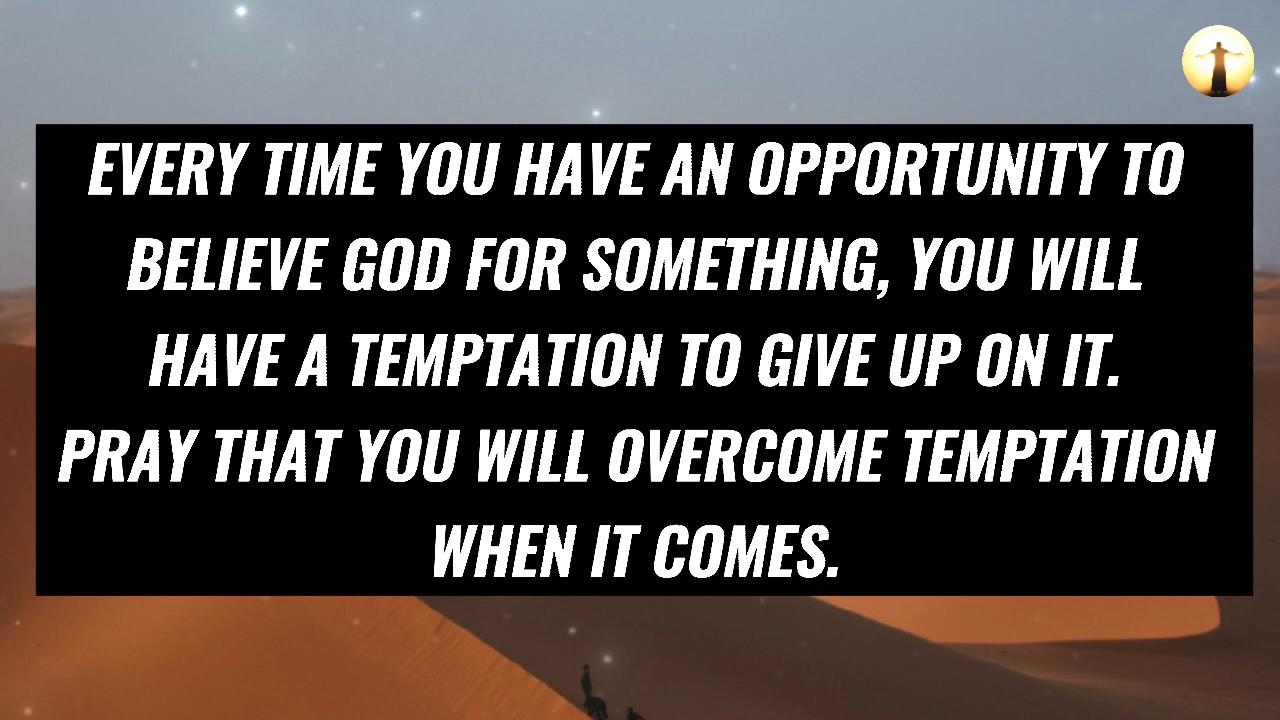 EVERY TIME YOU HAVE AN OPPORTUNITY TO
BELIEVE GOD FOR SOMETHING, YOU WILL
HAVE A TEMPTATION TO GIVE UP ON IT.
PRAY THAT YOU WILL OVERCOME TEMPTATION
WHEN IT COMES.